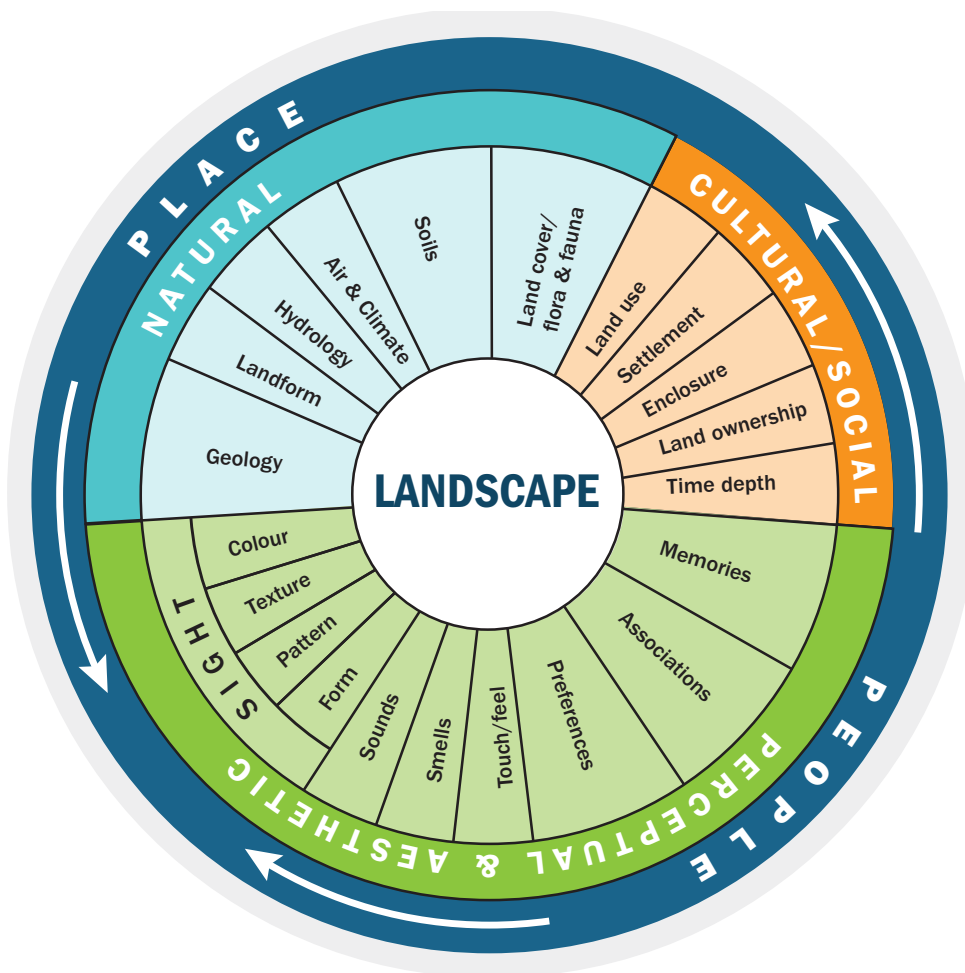 PLACE
NATURAL
Geology
Landform
Hydrology
Air & Climate
Soils
Land cover/
flora & fauna
CULTURAL/SOCIAL
Land use
Settlement
Enclosure
Land ownership
Time depth
LANDSCAPE
PEOPLE
PERCEPTUAL & AESTHETIC
Memories
Associations
Preferences
Touch/feel
Smells
Sounds
SIGHT
Form
Pattern
Texture
Colour